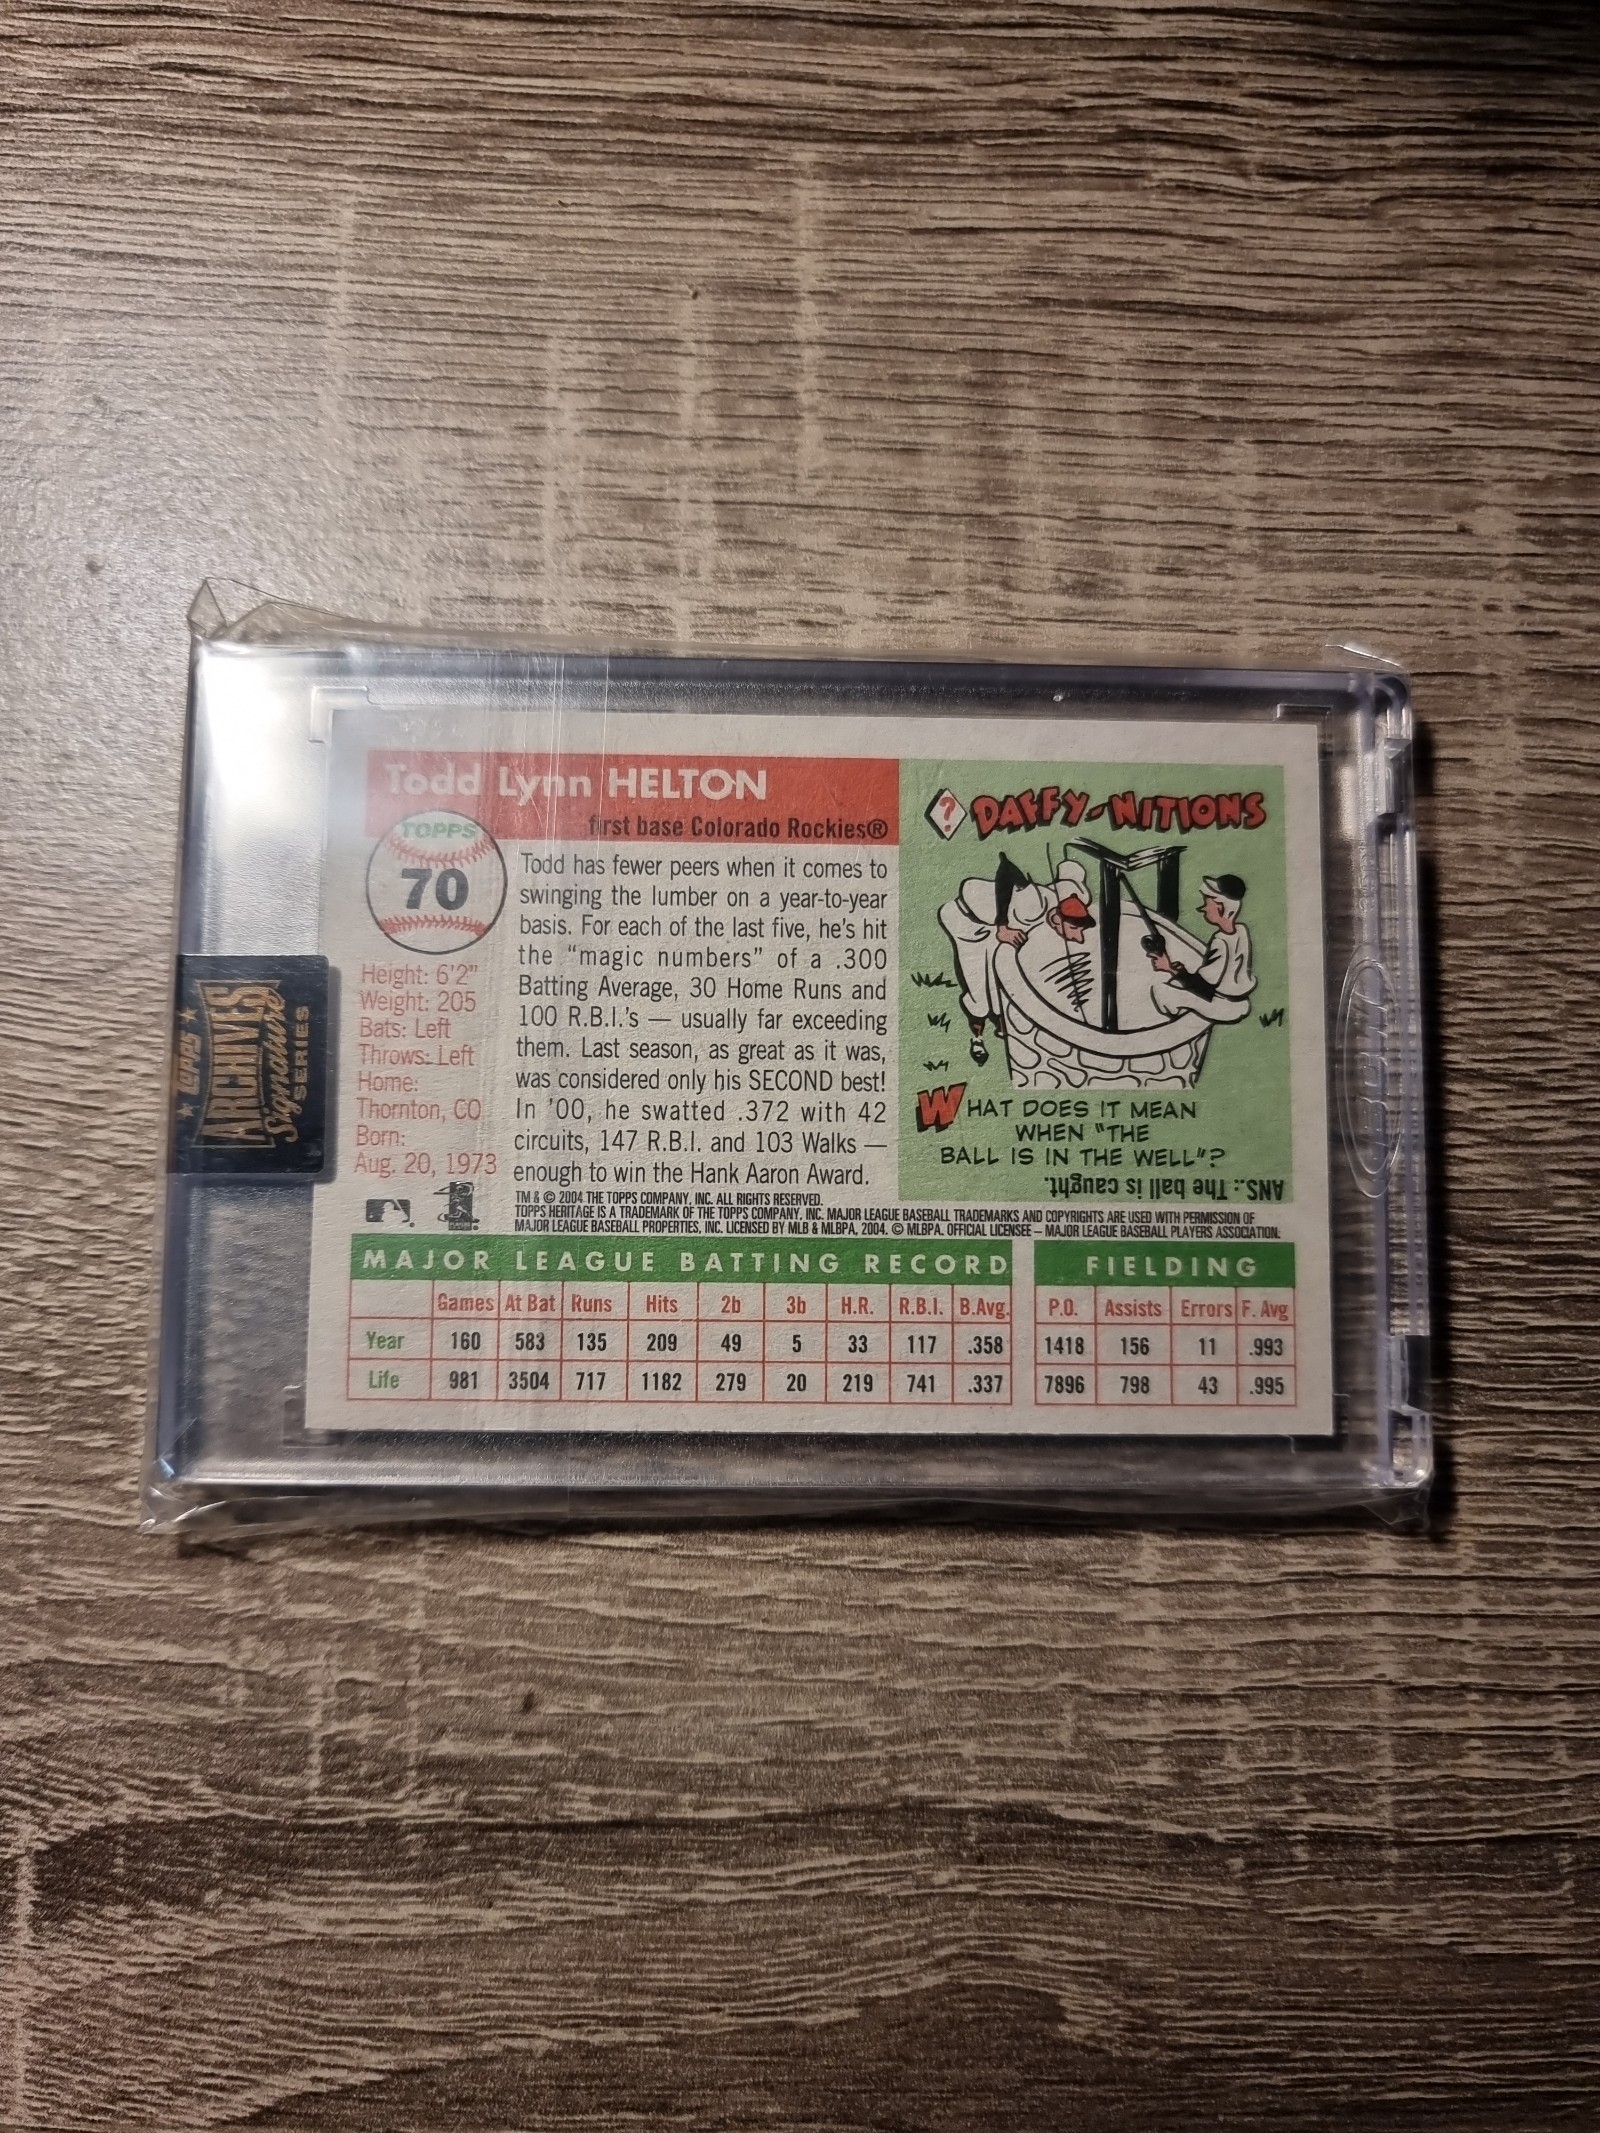 Todd Lynn HELTON
first base Colorado Rockies®
TOPPS
70
Height: 6'2"
Weight: 205
Bats: Left
Throws: Left
Home:
Thornton, CO
Born:
Aug. 20, 1973
Todd has fewer peers when it comes to
swinging the lumber on a year-to-year
basis. For each of the last five, he's hit
the "magic numbers" of a .300
Batting Average, 30 Home Runs and
100 R.B.I.'s — usually far exceeding
them. Last season, as great as it was,
was considered only his SECOND best!
In '00, he swatted .372 with 42
circuits, 147 R.B.I. and 103 Walks —
enough to win the Hank Aaron Award.
? DAFFY-NITIONS
WHAT DOES IT MEAN
WHEN "THE
BALL IS IN THE WELL"?
ANS.: The ball is caught.
TM & © 2004 THE TOPPS COMPANY, INC. ALL RIGHTS RESERVED.
TOPPS HERITAGE IS A TRADEMARK OF THE TOPPS COMPANY, INC. MAJOR LEAGUE BASEBALL TRADEMARKS AND COPYRIGHTS ARE USED WITH PERMISSION OF
MAJOR LEAGUE BASEBALL PROPERTIES, INC. LICENSED BY MLB & MLBPA, 2004. © MLBPA. OFFICIAL LICENSEE – MAJOR LEAGUE BASEBALL PLAYERS ASSOCIATION.
MAJOR LEAGUE BATTING RECORD
Games At Bat Runs Hits 2b 3b H.R. R.B.I. B.Avg.
Year 160 583 135 209 49 5 33 117 .358
Life 981 3504 717 1182 279 20 219 741 .337
FIELDING
P.O. Assists Errors F. Avg
1418 156 11 .993
7896 798 43 .995
TOPPS
ARCHIVES
Signature
SERIES